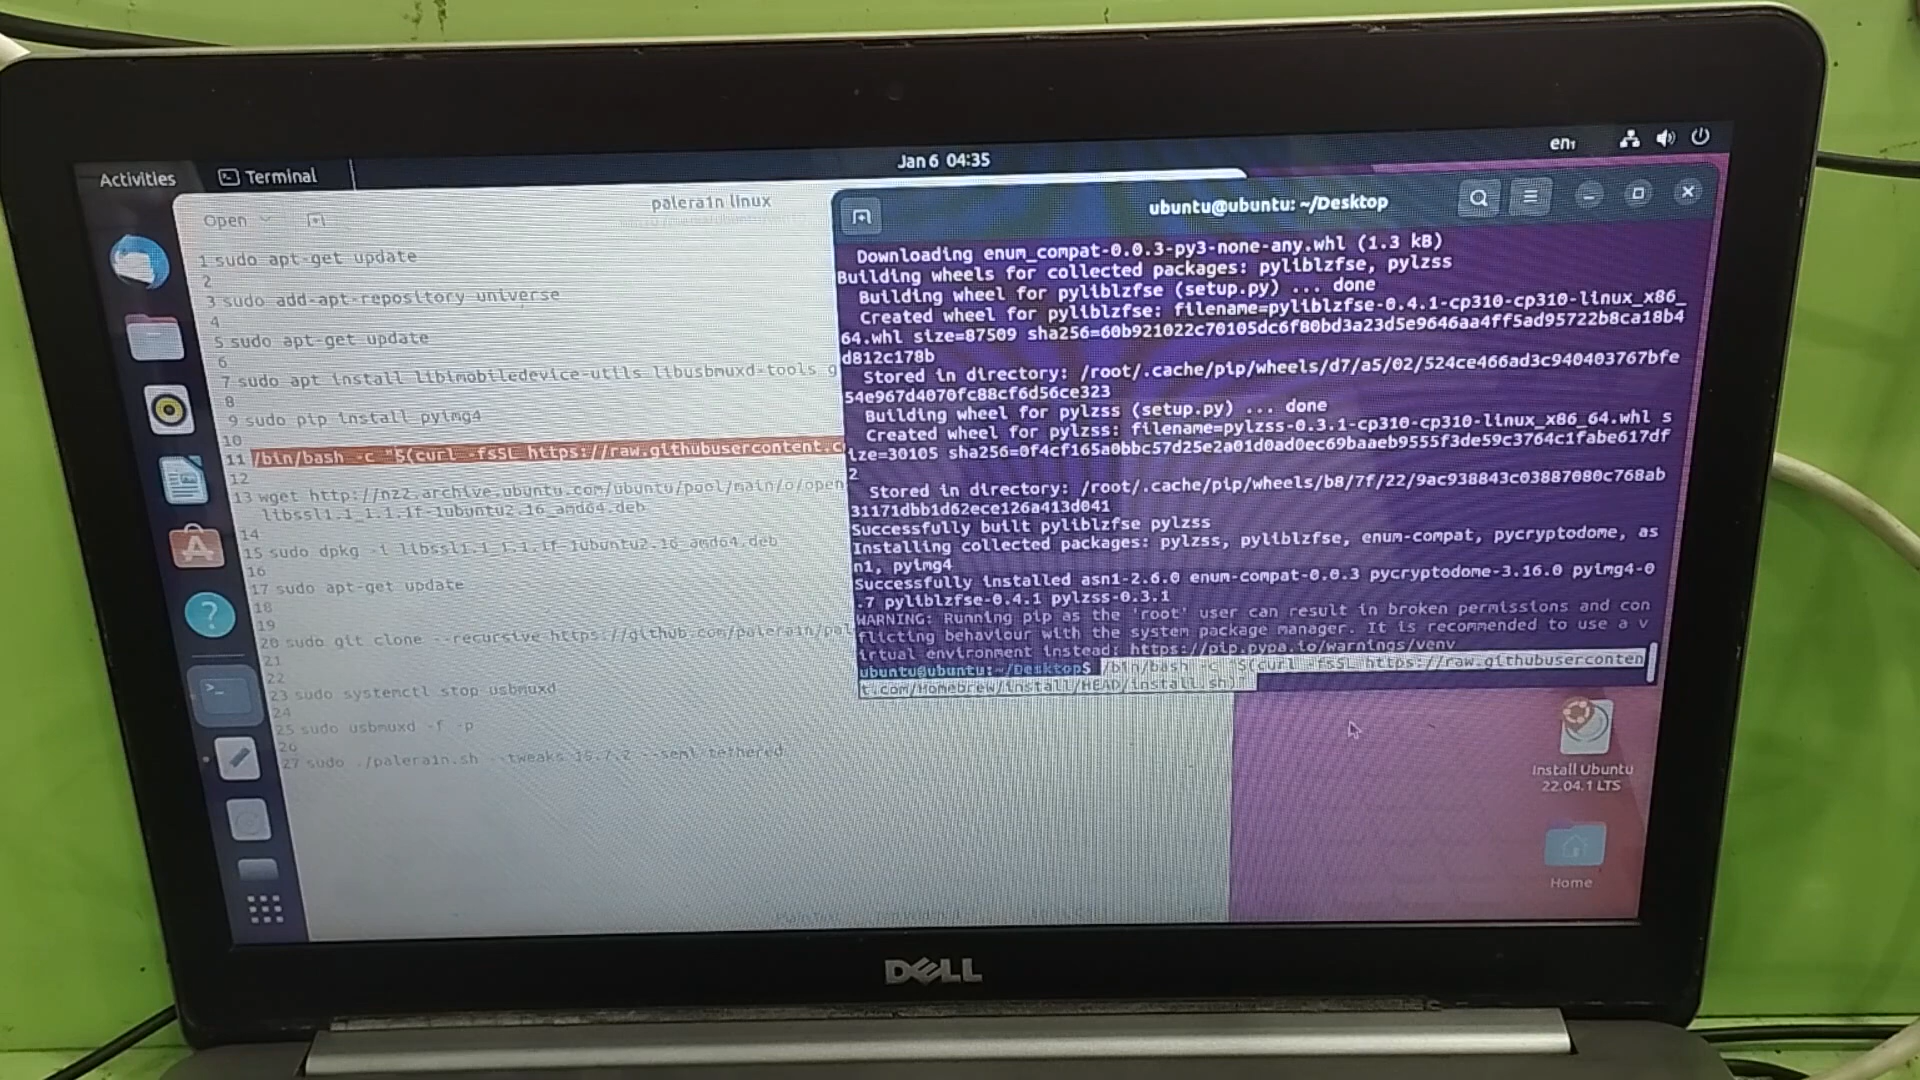 Activities
Terminal
Jan 6 04:35
en1
Open
palera1n linux
1 sudo apt-get update
2
3 sudo add-apt-repository universe
4
5 sudo apt-get update
6
7 sudo apt install libimobiledevice-utils libusbmuxd-tools g
8
9 sudo pip install pyimg4
10
11 /bin/bash -c "$(curl -fsSL https://raw.githubusercontent.c
12
13 wget http://nz2.archive.ubuntu.com/ubuntu/pool/main/o/open
libssl1.1_1.1.1f-1ubuntu2.16_amd64.deb
14
15 sudo dpkg -i libssl1.1_1.1.1f-1ubuntu2.16_amd64.deb
16
17 sudo apt-get update
18
19
20 sudo git clone --recursive https://github.com/palera1n/pal
21
22
23 sudo systemctl stop usbmuxd
24
25 sudo usbmuxd -f -p
26
27 sudo ./palera1n.sh --tweaks 15.7.2 --semi tethered
ubuntu@ubuntu: ~/Desktop
Downloading enum_compat-0.0.3-py3-none-any.whl (1.3 kB)
Building wheels for collected packages: pyliblzfse, pylzss
Building wheel for pyliblzfse (setup.py) ... done
Created wheel for pyliblzfse: filename=pyliblzfse-0.4.1-cp310-cp310-linux_x86_
64.whl size=87509 sha256=60b921022c70105dc6f80bd3a23d5e9646aa4ff5ad95722b8ca18b4
d812c178b
Stored in directory: /root/.cache/pip/wheels/d7/a5/02/524ce466ad3c940403767bfe
54e967d4070fc88cf6d56ce323
Building wheel for pylzss (setup.py) ... done
Created wheel for pylzss: filename=pylzss-0.3.1-cp310-cp310-linux_x86_64.whl s
ize=30105 sha256=0f4cf165a0bbc57d25e2a01d0ad0ec69baaeb9555f3de59c3764c1fabe617df
2
Stored in directory: /root/.cache/pip/wheels/b8/7f/22/9ac938843c03887080c768ab
31171dbb1d62ece126a413d041
Successfully built pyliblzfse pylzss
Installing collected packages: pylzss, pyliblzfse, enum-compat, pycryptodome, as
n1, pyimg4
Successfully installed asn1-2.6.0 enum-compat-0.0.3 pycryptodome-3.16.0 pyimg4-0
.7 pyliblzfse-0.4.1 pylzss-0.3.1
WARNING: Running pip as the 'root' user can result in broken permissions and con
flicting behaviour with the system package manager. It is recommended to use a v
irtual environment instead: https://pip.pypa.io/warnings/venv
ubuntu@ubuntu:~/Desktop$ /bin/bash -c "$(curl -fsSL https://raw.githubuserconten
t.com/Homebrew/install/HEAD/install.sh)"
Install Ubuntu
22.04.1 LTS
Home
DELL